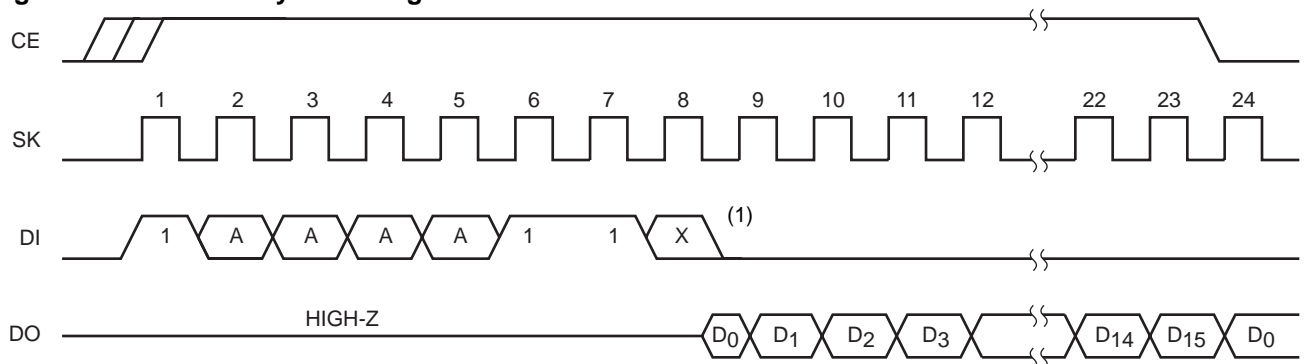 CE
1 2 3 4 5 6 7 8 9 10 11 12 22 23 24
SK
(1)
DI 1 A A A A 1 1 X
HIGH-Z
DO D0 D1 D2 D3 D14 D15 D0